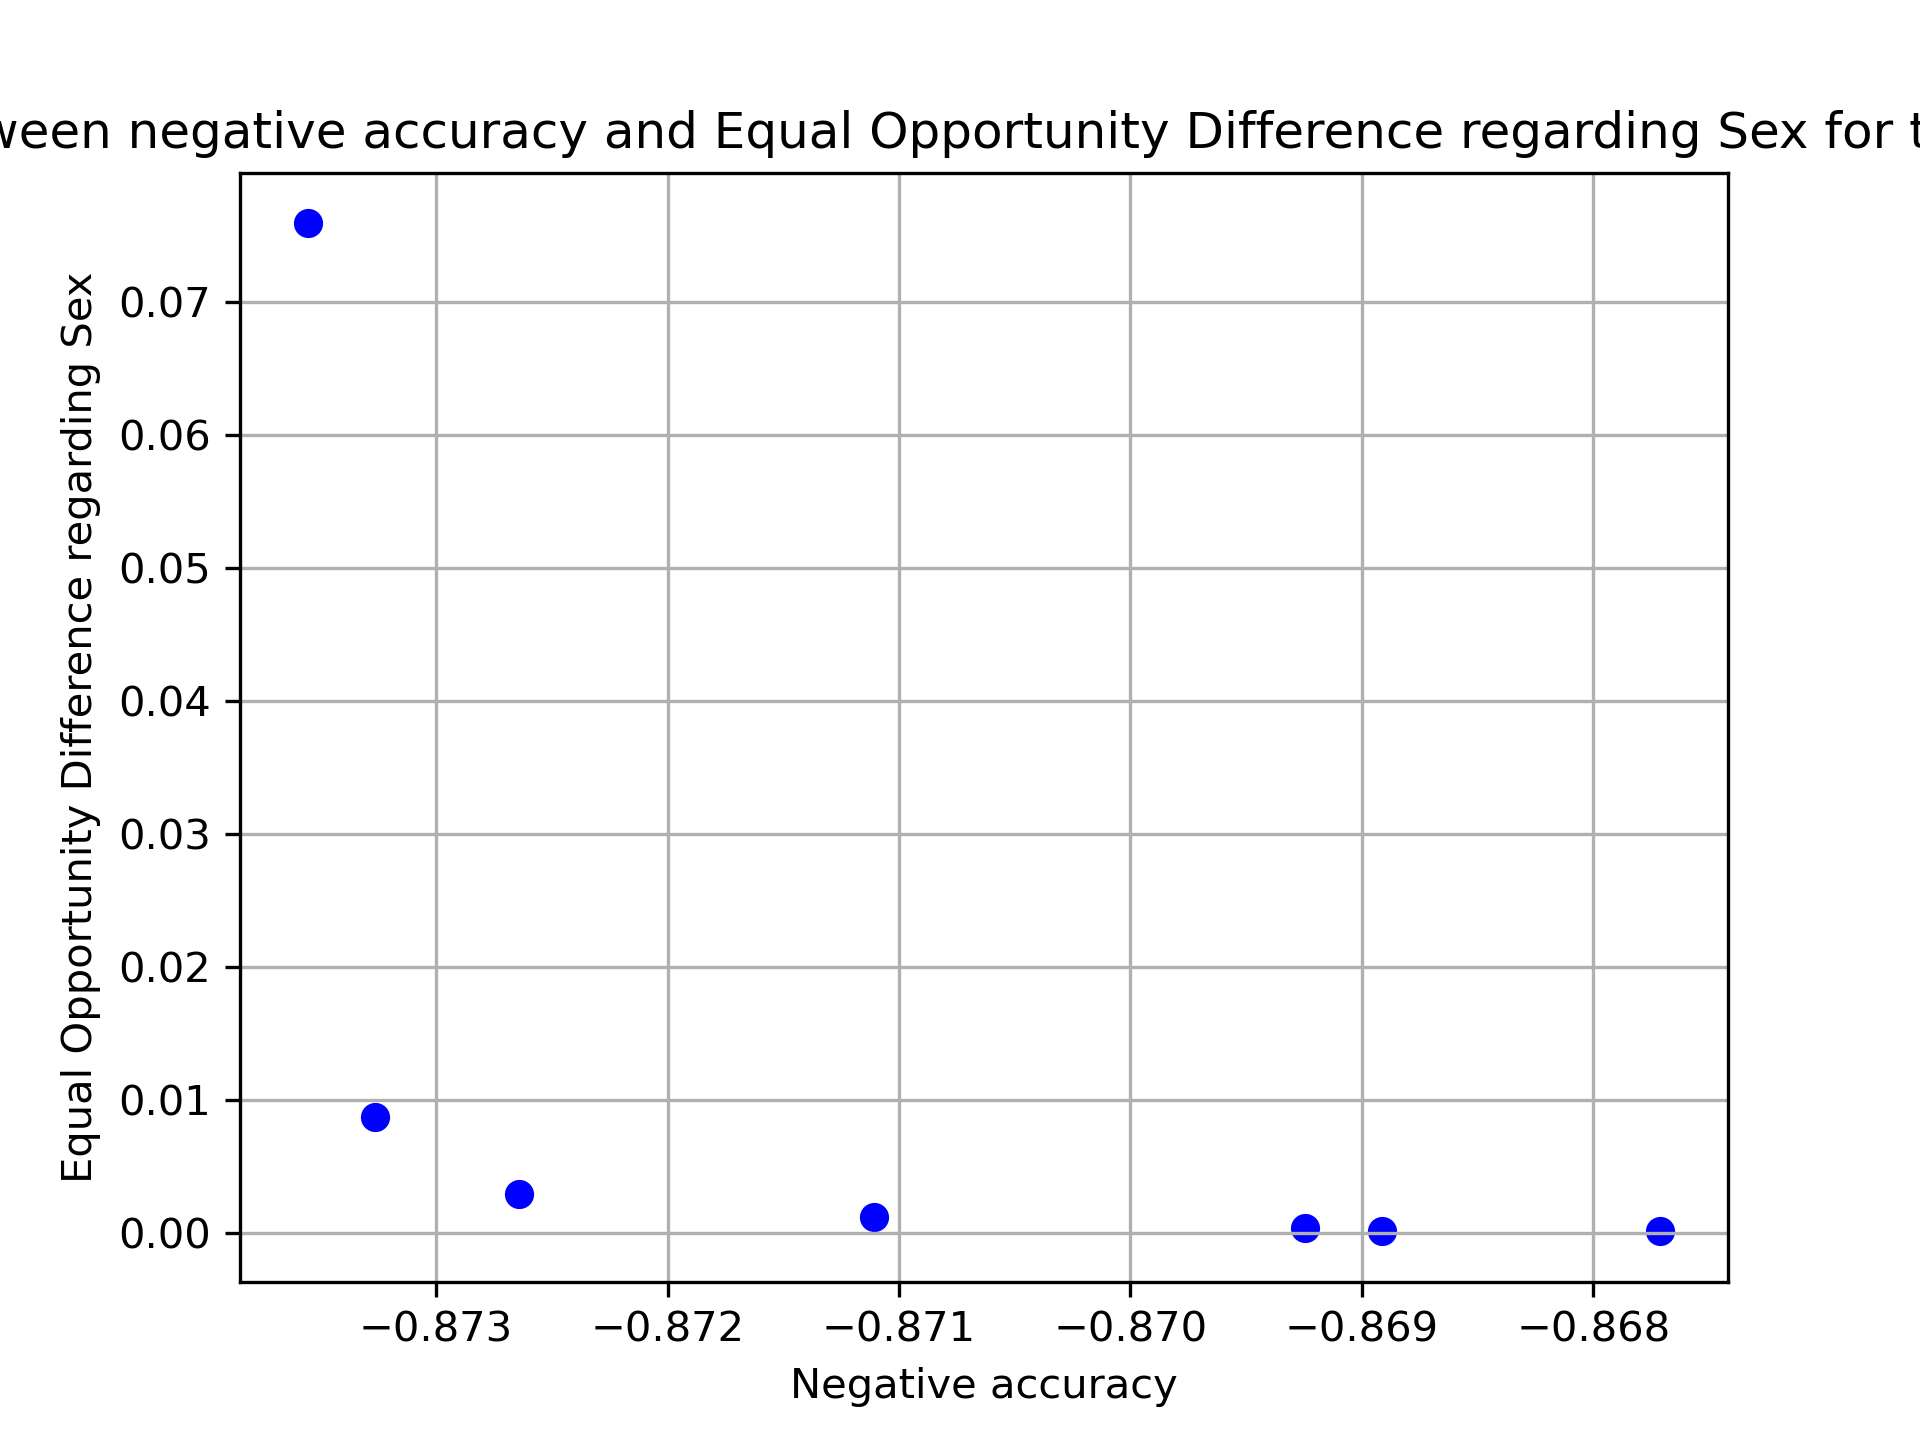 ween negative accuracy and Equal Opportunity Difference regarding Sex for t
Equal Opportunity Difference regarding Sex
0.07
0.06
0.05
0.04
0.03
0.02
0.01
0.00
−0.873 −0.872 −0.871 −0.870 −0.869 −0.868
Negative accuracy